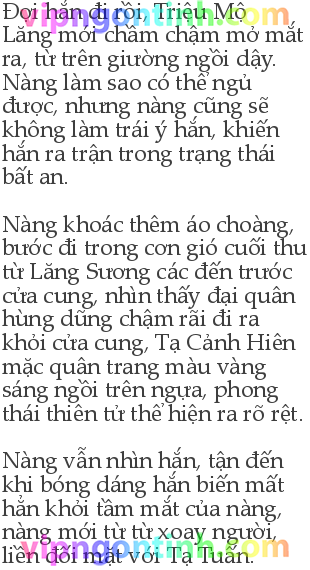 Đợi hắn đi rồi, Triệu Mộ
Lăng mới chầm chậm mở mắt
ra, từ trên giường ngồi dậy.
Nàng làm sao có thể ngủ
được, nhưng nàng cũng sẽ
không làm trái ý hắn, khiến
hắn ra trận trong trạng thái
bất an.
Nàng khoác thêm áo choàng,
bước đi trong cơn gió cuối thu
từ Lăng Sương các đến trước
cửa cung, nhìn thấy đại quân
hùng dũng chậm rãi đi ra
khỏi cửa cung, Tạ Cảnh Hiên
mặc quân trang màu vàng
sáng ngồi trên ngựa, phong
thái thiên tử thể hiện ra rõ rệt.
Nàng vẫn nhìn hắn, tận đến
khi bóng dáng hắn biến mất
hẳn khỏi tầm mắt của nàng,
nàng mới từ từ xoay người,
liền đối mặt với Tạ Tuấn.
vipngontinh.com
vipngontinh.com